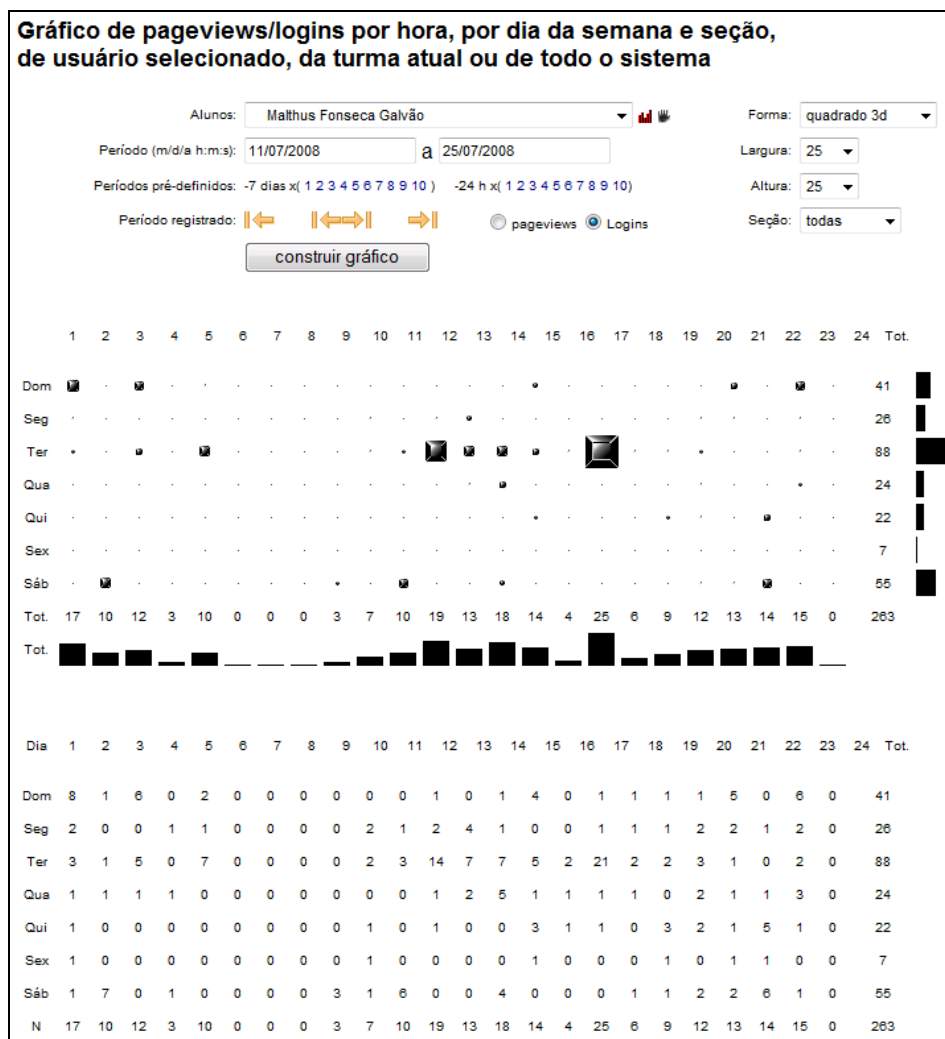 Gráfico de pageviews/logins por hora, por dia da semana e seção,
de usuário selecionado, da turma atual ou de todo o sistema
Alunos: Malthus Fonseca Galvão Forma: quadrado 3d
Período (m/d/a h:m:s): 11/07/2008 a 25/07/2008 Largura: 25
Períodos pré-definidos: -7 dias x( 1 2 3 4 5 6 7 8 9 10 ) -24 h x( 1 2 3 4 5 6 7 8 9 10) Altura: 25
Período registrado: pageviews Logins Seção: todas
construir gráfico
1 2 3 4 5 6 7 8 9 10 11 12 13 14 15 16 17 18 19 20 21 22 23 24 Tot.
Dom 41
Seg 26
Ter 88
Qua 24
Qui 22
Sex 7
Sáb 55
Tot. 17 10 12 3 10 0 0 0 3 7 10 19 13 18 14 4 25 6 9 12 13 14 15 0 263
Tot.
Dia 1 2 3 4 5 6 7 8 9 10 11 12 13 14 15 16 17 18 19 20 21 22 23 24 Tot.
Dom 8 1 6 0 2 0 0 0 0 0 0 1 0 1 4 0 1 1 1 1 5 0 6 0 41
Seg 2 0 0 1 1 0 0 0 0 2 1 2 4 1 0 0 1 1 1 2 2 1 2 0 26
Ter 3 1 5 0 7 0 0 0 0 2 3 14 7 7 5 2 21 2 2 3 1 0 2 0 88
Qua 1 1 1 1 0 0 0 0 0 0 0 1 2 5 1 1 1 1 0 2 1 1 3 0 24
Qui 1 0 0 0 0 0 0 0 0 1 0 1 0 0 3 1 1 0 3 2 1 5 1 0 22
Sex 1 0 0 0 0 0 0 0 0 1 0 0 0 0 1 0 0 0 1 0 1 1 0 0 7
Sáb 1 7 0 1 0 0 0 0 3 1 6 0 0 4 0 0 0 1 1 2 2 6 1 0 55
N 17 10 12 3 10 0 0 0 3 7 10 19 13 18 14 4 25 6 9 12 13 14 15 0 263